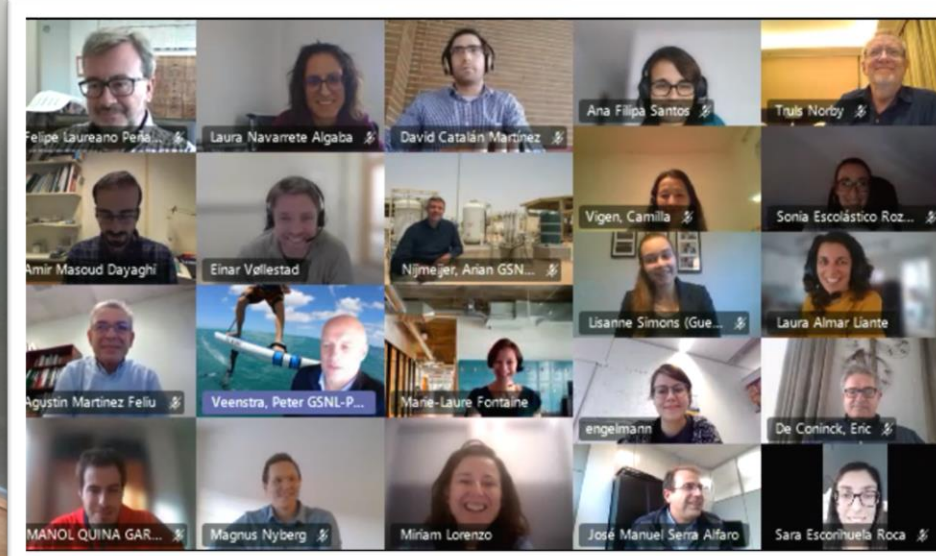 Felipe Laureano Peña...
Laura Navarrete Algaba
David Catalán Martínez
Ana Filipa Santos
Truls Norby
Vigen, Camilla
Sonia Escolástico Roz...
Amir Masoud Dayaghi
Einar Vøllestad
Nijmeijer, Arian GSN...
Lisanne Simons (Gue...
Laura Almar Liante
Agustin Martinez Feliu
Veenstra, Peter GSNL-P...
Marie-Laure Fontaine
engelmann
De Coninck, Eric
MANOL QUINA GAR...
Magnus Nyberg
Miriam Lorenzo
José Manuel Serra Alfaro
Sara Escorihuela Roca